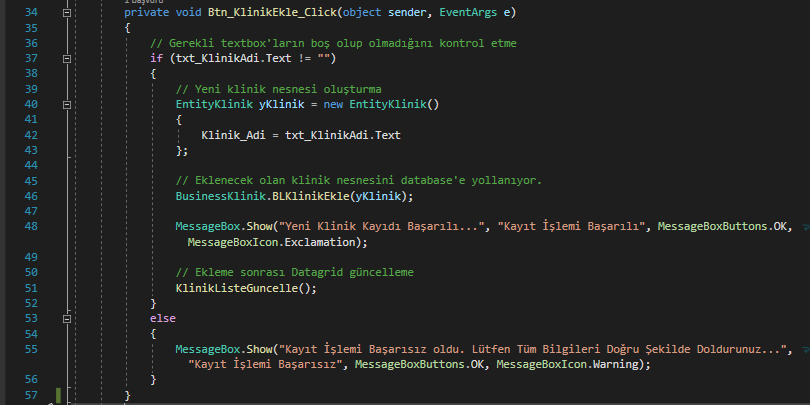 34 private void Btn_KlinikEkle_Click(object sender, EventArgs e)
35 {
36 // Gerekli textbox'ların boş olup olmadığını kontrol etme
37 if (txt_KlinikAdi.Text != "")
38 {
39 // Yeni klinik nesnesi oluşturma
40 EntityKlinik yKlinik = new EntityKlinik()
41 {
42 Klinik_Adi = txt_KlinikAdi.Text
43 };
44
45 // Eklenecek olan klinik nesnesini database'e yollanıyor.
46 BusinessKlinik.BLKlinikEkle(yKlinik);
47
48 MessageBox.Show("Yeni Klinik Kayıdı Başarılı...", "Kayıt İşlemi Başarılı", MessageBoxButtons.OK,
MessageBoxIcon.Exclamation);
49
50 // Ekleme sonrası Datagrid güncelleme
51 KlinikListeGuncelle();
52 }
53 else
54 {
55 MessageBox.Show("Kayıt İşlemi Başarısız oldu. Lütfen Tüm Bilgileri Doğru Şekilde Doldurunuz...",
"Kayıt İşlemi Başarısız", MessageBoxButtons.OK, MessageBoxIcon.Warning);
56 }
57 }